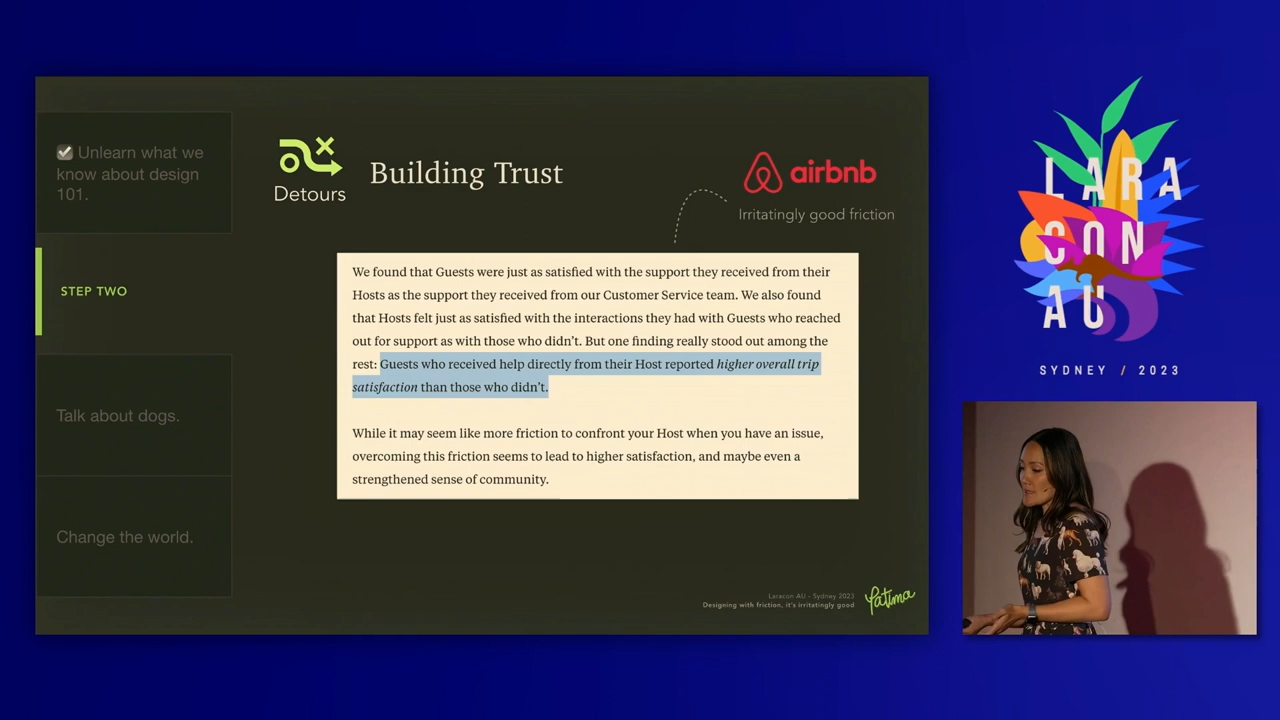 Unlearn what we
know about design
101.
STEP TWO
Talk about dogs.
Change the world.
Detours
Building Trust
airbnb
Irritatingly good friction
We found that Guests were just as satisfied with the support they received from their
Hosts as the support they received from our Customer Service team. We also found
that Hosts felt just as satisfied with the interactions they had with Guests who reached
out for support as with those who didn't. But one finding really stood out among the
rest: Guests who received help directly from their Host reported higher overall trip
satisfaction than those who didn't.
While it may seem like more friction to confront your Host when you have an issue,
overcoming this friction seems to lead to higher satisfaction, and maybe even a
strengthened sense of community.
Laracon AU – Sydney 2023
Designing with friction, it's irritatingly good
Yatima
LARA
CON
AU
SYDNEY / 2023